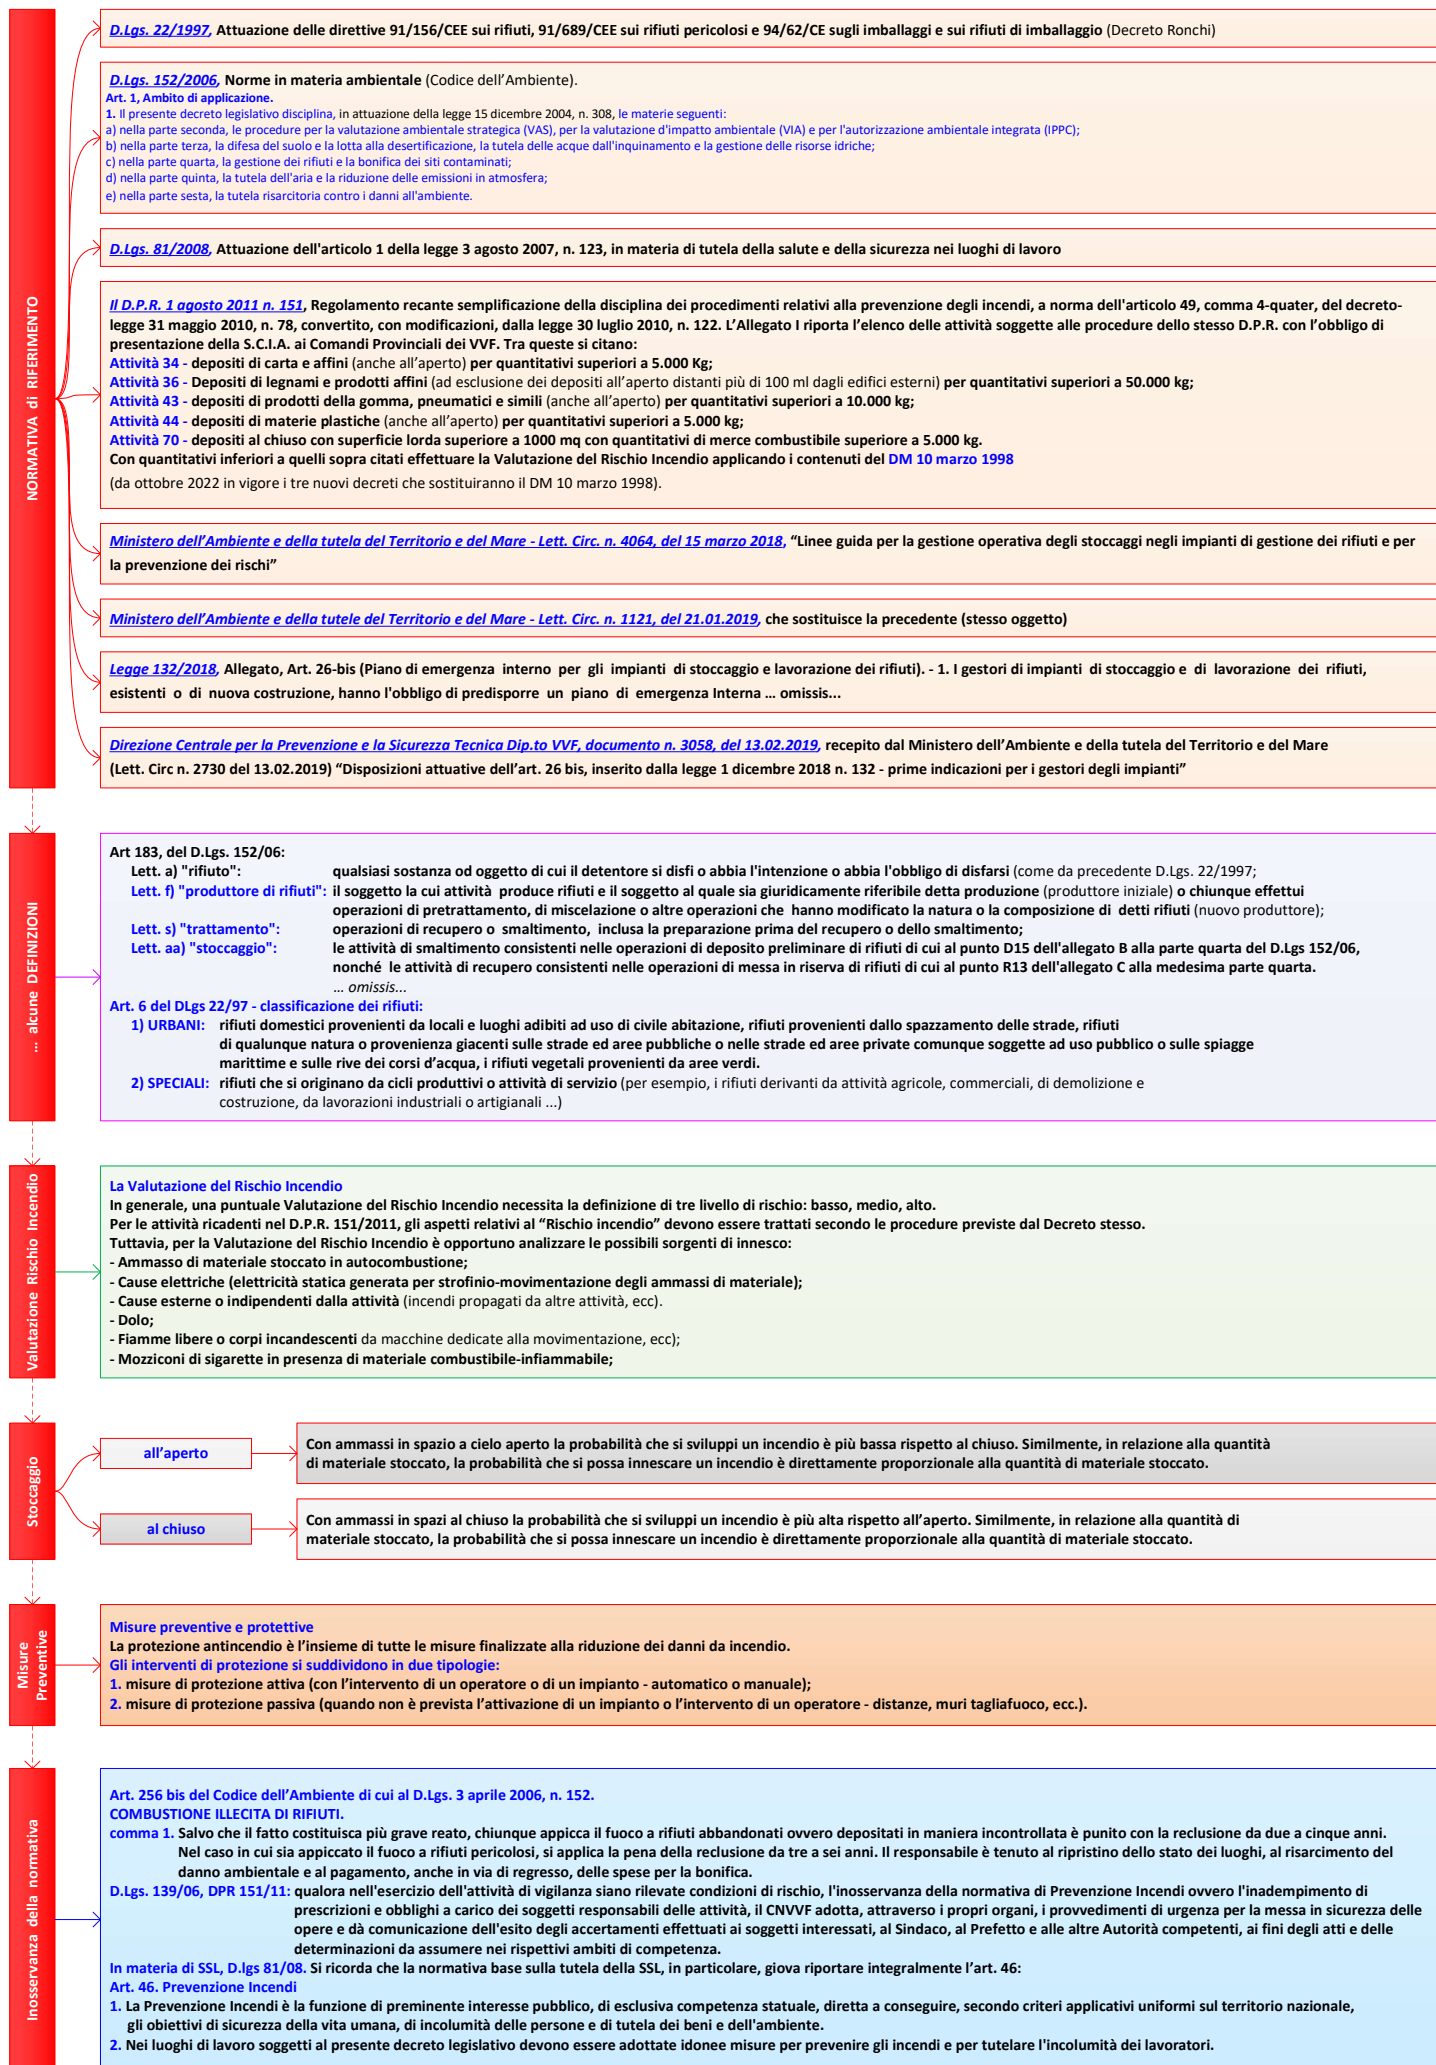 NORMATIVA di RIFERIMENTO
D.Lgs. 22/1997, Attuazione delle direttive 91/156/CEE sui rifiuti, 91/689/CEE sui rifiuti pericolosi e 94/62/CE sugli imballaggi e sui rifiuti di imballaggio (Decreto Ronchi)
D.Lgs. 152/2006, Norme in materia ambientale (Codice dell’Ambiente).
Art. 1, Ambito di applicazione.
1. Il presente decreto legislativo disciplina, in attuazione della legge 15 dicembre 2004, n. 308, le materie seguenti:
a) nella parte seconda, le procedure per la valutazione ambientale strategica (VAS), per la valutazione d'impatto ambientale (VIA) e per l'autorizzazione ambientale integrata (IPPC);
b) nella parte terza, la difesa del suolo e la lotta alla desertificazione, la tutela delle acque dall'inquinamento e la gestione delle risorse idriche;
c) nella parte quarta, la gestione dei rifiuti e la bonifica dei siti contaminati;
d) nella parte quinta, la tutela dell'aria e la riduzione delle emissioni in atmosfera;
e) nella parte sesta, la tutela risarcitoria contro i danni all'ambiente.
D.Lgs. 81/2008, Attuazione dell'articolo 1 della legge 3 agosto 2007, n. 123, in materia di tutela della salute e della sicurezza nei luoghi di lavoro
Il D.P.R. 1 agosto 2011 n. 151, Regolamento recante semplificazione della disciplina dei procedimenti relativi alla prevenzione degli incendi, a norma dell'articolo 49, comma 4-quater, del decreto-
legge 31 maggio 2010, n. 78, convertito, con modificazioni, dalla legge 30 luglio 2010, n. 122. L’Allegato I riporta l’elenco delle attività soggette alle procedure dello stesso D.P.R. con l’obbligo di
presentazione della S.C.I.A. ai Comandi Provinciali dei VVF. Tra queste si citano:
Attività 34 - depositi di carta e affini (anche all’aperto) per quantitativi superiori a 5.000 Kg;
Attività 36 - Depositi di legnami e prodotti affini (ad esclusione dei depositi all’aperto distanti più di 100 ml dagli edifici esterni) per quantitativi superiori a 50.000 kg;
Attività 43 - depositi di prodotti della gomma, pneumatici e simili (anche all’aperto) per quantitativi superiori a 10.000 kg;
Attività 44 - depositi di materie plastiche (anche all’aperto) per quantitativi superiori a 5.000 kg;
Attività 70 - depositi al chiuso con superficie lorda superiore a 1000 mq con quantitativi di merce combustibile superiore a 5.000 kg.
Con quantitativi inferiori a quelli sopra citati effettuare la Valutazione del Rischio Incendio applicando i contenuti del DM 10 marzo 1998
(da ottobre 2022 in vigore i tre nuovi decreti che sostituiranno il DM 10 marzo 1998).
Ministero dell’Ambiente e della tutela del Territorio e del Mare - Lett. Circ. n. 4064, del 15 marzo 2018, “Linee guida per la gestione operativa degli stoccaggi negli impianti di gestione dei rifiuti e per
la prevenzione dei rischi”
Ministero dell’Ambiente e della tutele del Territorio e del Mare - Lett. Circ. n. 1121, del 21.01.2019, che sostituisce la precedente (stesso oggetto)
Legge 132/2018, Allegato, Art. 26-bis (Piano di emergenza interno per gli impianti di stoccaggio e lavorazione dei rifiuti). - 1. I gestori di impianti di stoccaggio e di lavorazione dei rifiuti,
esistenti o di nuova costruzione, hanno l'obbligo di predisporre un piano di emergenza Interna … omissis...
Direzione Centrale per la Prevenzione e la Sicurezza Tecnica Dip.to VVF, documento n. 3058, del 13.02.2019, recepito dal Ministero dell’Ambiente e della tutela del Territorio e del Mare
(Lett. Circ n. 2730 del 13.02.2019) “Disposizioni attuative dell’art. 26 bis, inserito dalla legge 1 dicembre 2018 n. 132 - prime indicazioni per i gestori degli impianti”
… alcune DEFINIZIONI
Art 183, del D.Lgs. 152/06:
Lett. a) "rifiuto": qualsiasi sostanza od oggetto di cui il detentore si disfi o abbia l'intenzione o abbia l'obbligo di disfarsi (come da precedente D.Lgs. 22/1997;
Lett. f) "produttore di rifiuti": il soggetto la cui attività produce rifiuti e il soggetto al quale sia giuridicamente riferibile detta produzione (produttore iniziale) o chiunque effettui
operazioni di pretrattamento, di miscelazione o altre operazioni che hanno modificato la natura o la composizione di detti rifiuti (nuovo produttore);
Lett. s) "trattamento": operazioni di recupero o smaltimento, inclusa la preparazione prima del recupero o dello smaltimento;
Lett. aa) "stoccaggio": le attività di smaltimento consistenti nelle operazioni di deposito preliminare di rifiuti di cui al punto D15 dell'allegato B alla parte quarta del D.Lgs 152/06,
nonché le attività di recupero consistenti nelle operazioni di messa in riserva di rifiuti di cui al punto R13 dell'allegato C alla medesima parte quarta.
… omissis...
Art. 6 del DLgs 22/97 - classificazione dei rifiuti:
1) URBANI: rifiuti domestici provenienti da locali e luoghi adibiti ad uso di civile abitazione, rifiuti provenienti dallo spazzamento delle strade, rifiuti
di qualunque natura o provenienza giacenti sulle strade ed aree pubbliche o nelle strade ed aree private comunque soggette ad uso pubblico o sulle spiagge
marittime e sulle rive dei corsi d’acqua, i rifiuti vegetali provenienti da aree verdi.
2) SPECIALI: rifiuti che si originano da cicli produttivi o attività di servizio (per esempio, i rifiuti derivanti da attività agricole, commerciali, di demolizione e
costruzione, da lavorazioni industriali o artigianali ...)
Valutazione Rischio Incendio
La Valutazione del Rischio Incendio
In generale, una puntuale Valutazione del Rischio Incendio necessita la definizione di tre livello di rischio: basso, medio, alto.
Per le attività ricadenti nel D.P.R. 151/2011, gli aspetti relativi al “Rischio incendio” devono essere trattati secondo le procedure previste dal Decreto stesso.
Tuttavia, per la Valutazione del Rischio Incendio è opportuno analizzare le possibili sorgenti di innesco:
- Ammasso di materiale stoccato in autocombustione;
- Cause elettriche (elettricità statica generata per strofinio-movimentazione degli ammassi di materiale);
- Cause esterne o indipendenti dalla attività (incendi propagati da altre attività, ecc).
- Dolo;
- Fiamme libere o corpi incandescenti da macchine dedicate alla movimentazione, ecc);
- Mozziconi di sigarette in presenza di materiale combustibile-infiammabile;
Stoccaggio
all’aperto
Con ammassi in spazio a cielo aperto la probabilità che si sviluppi un incendio è più bassa rispetto al chiuso. Similmente, in relazione alla quantità
di materiale stoccato, la probabilità che si possa innescare un incendio è direttamente proporzionale alla quantità di materiale stoccato.
al chiuso
Con ammassi in spazi al chiuso la probabilità che si sviluppi un incendio è più alta rispetto all’aperto. Similmente, in relazione alla quantità di
materiale stoccato, la probabilità che si possa innescare un incendio è direttamente proporzionale alla quantità di materiale stoccato.
Misure
Preventive
Misure preventive e protettive
La protezione antincendio è l’insieme di tutte le misure finalizzate alla riduzione dei danni da incendio.
Gli interventi di protezione si suddividono in due tipologie:
1. misure di protezione attiva (con l’intervento di un operatore o di un impianto - automatico o manuale);
2. misure di protezione passiva (quando non è prevista l’attivazione di un impianto o l’intervento di un operatore - distanze, muri tagliafuoco, ecc.).
Inosservanza della normativa
Art. 256 bis del Codice dell’Ambiente di cui al D.Lgs. 3 aprile 2006, n. 152.
COMBUSTIONE ILLECITA DI RIFIUTI.
comma 1. Salvo che il fatto costituisca più grave reato, chiunque appicca il fuoco a rifiuti abbandonati ovvero depositati in maniera incontrollata è punito con la reclusione da due a cinque anni.
Nel caso in cui sia appiccato il fuoco a rifiuti pericolosi, si applica la pena della reclusione da tre a sei anni. Il responsabile è tenuto al ripristino dello stato dei luoghi, al risarcimento del
danno ambientale e al pagamento, anche in via di regresso, delle spese per la bonifica.
D.Lgs. 139/06, DPR 151/11: qualora nell'esercizio dell'attività di vigilanza siano rilevate condizioni di rischio, l'inosservanza della normativa di Prevenzione Incendi ovvero l'inadempimento di
prescrizioni e obblighi a carico dei soggetti responsabili delle attività, il CNVVF adotta, attraverso i propri organi, i provvedimenti di urgenza per la messa in sicurezza delle
opere e dà comunicazione dell'esito degli accertamenti effettuati ai soggetti interessati, al Sindaco, al Prefetto e alle altre Autorità competenti, ai fini degli atti e delle
determinazioni da assumere nei rispettivi ambiti di competenza.
In materia di SSL, D.lgs 81/08. Si ricorda che la normativa base sulla tutela della SSL, in particolare, giova riportare integralmente l’art. 46:
Art. 46. Prevenzione Incendi
1. La Prevenzione Incendi è la funzione di preminente interesse pubblico, di esclusiva competenza statuale, diretta a conseguire, secondo criteri applicativi uniformi sul territorio nazionale,
gli obiettivi di sicurezza della vita umana, di incolumità delle persone e di tutela dei beni e dell'ambiente.
2. Nei luoghi di lavoro soggetti al presente decreto legislativo devono essere adottate idonee misure per prevenire gli incendi e per tutelare l'incolumità dei lavoratori.